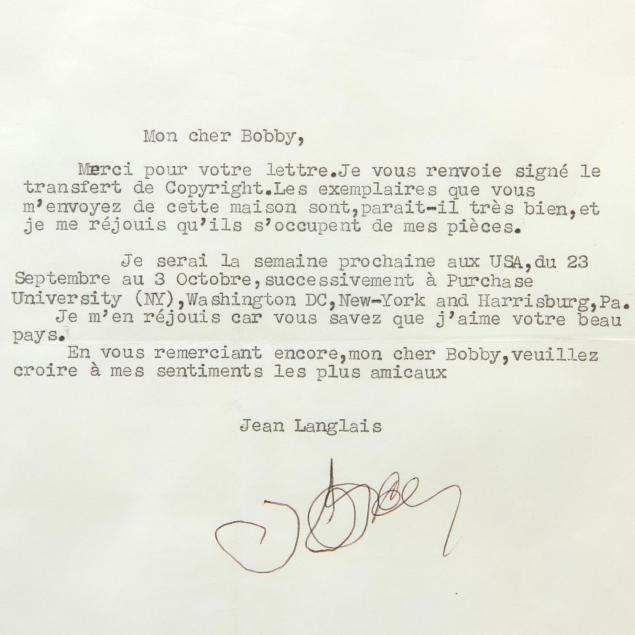 Mon cher Bobby,
Merci pour votre lettre.Je vous renvoie signé le
transfert de Copyright.Les exemplaires que vous
m'envoyez de cette maison sont,parait-il très bien,et
je me réjouis qu'ils s'occupent de mes pièces.
Je serai la semaine prochaine aux USA,du 23
Septembre au 3 Octobre,successivement à Purchase
University (NY),Washington DC,New-York and Harrisburg,Pa.
Je m'en réjouis car vous savez que j'aime votre beau
pays.
En vous remerciant encore,mon cher Bobby,veuillez
croire à mes sentiments les plus amicaux
Jean Langlais